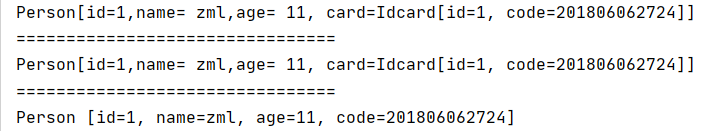 Person[id=1,name= zml,age= 11, card=Idcard[id=1, code=201806062724]]
================================
Person[id=1,name= zml,age= 11, card=Idcard[id=1, code=201806062724]]
================================
Person [id=1, name=zml, age=11, code=201806062724]